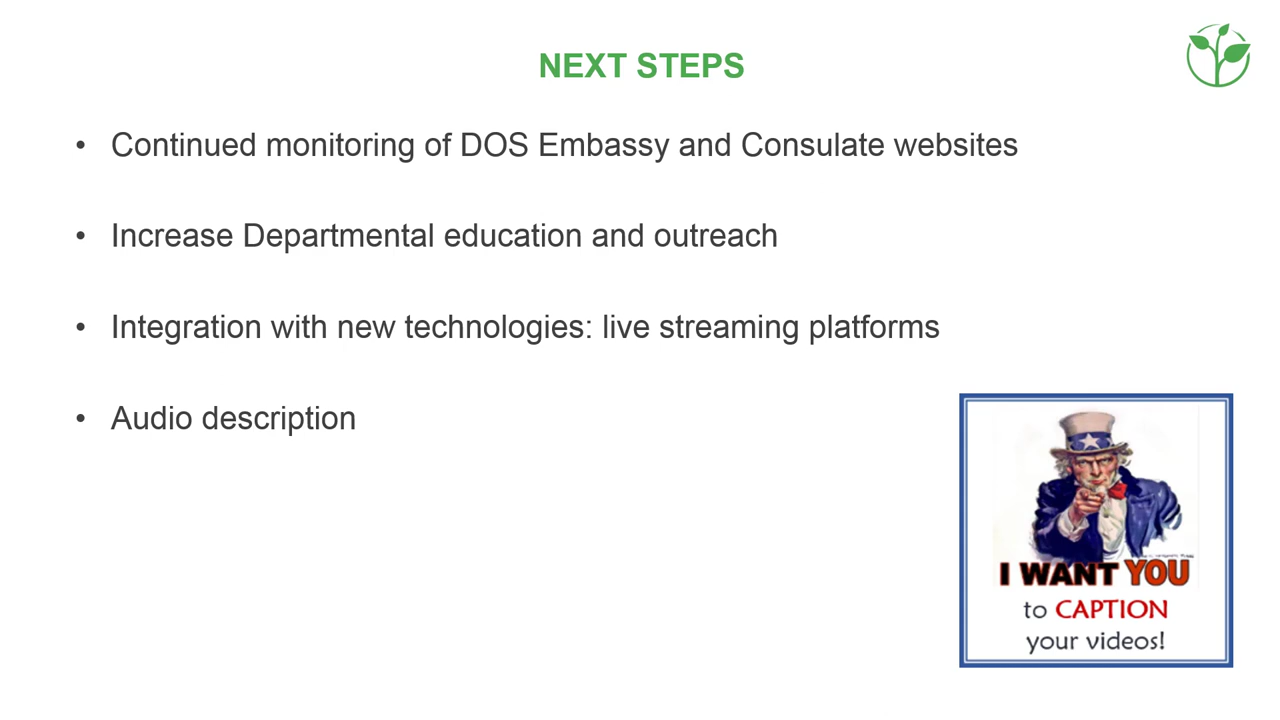 NEXT STEPS
• Continued monitoring of DOS Embassy and Consulate websites
• Increase Departmental education and outreach
• Integration with new technologies: live streaming platforms
• Audio description
I WANT YOU
to CAPTION
your videos!